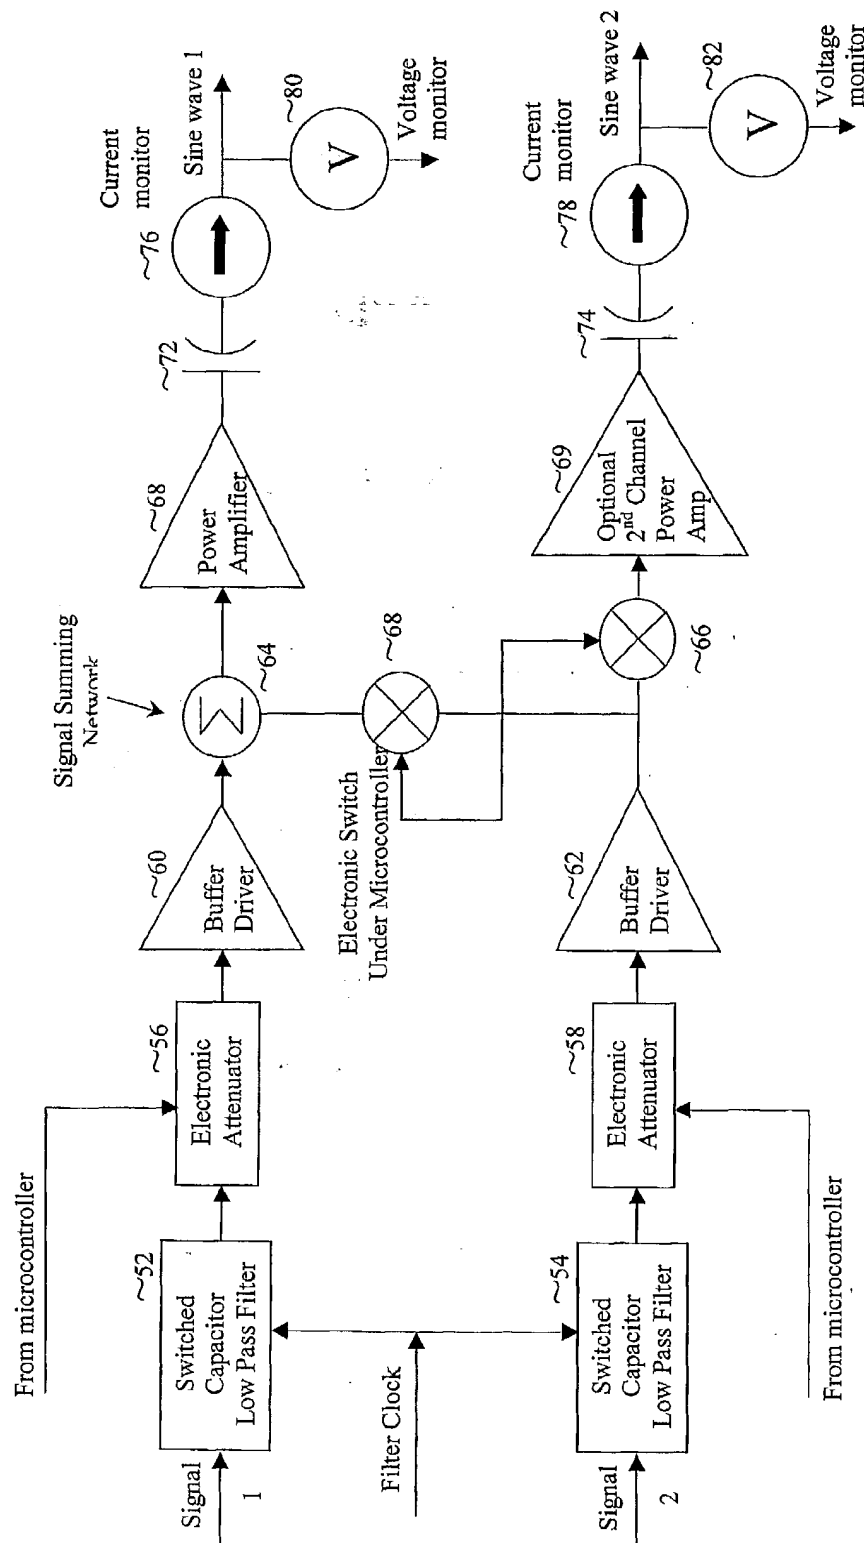 Signal
1
Switched
Capacitor
Low Pass Filter
~52
From microcontroller
Electronic
Attenuator
~56
Buffer
Driver
~60
Signal Summing
Network
Σ
~64
Power
Amplifier
~68
~72
Current
monitor
~76
Sine wave 1
V
~80
Voltage
monitor
Filter Clock
Electronic Switch
Under Microcontroller
~68
Signal
2
Switched
Capacitor
Low Pass Filter
~54
From microcontroller
Electronic
Attenuator
~58
Buffer
Driver
~62
~66
Optional
2nd Channel
Power
Amp
~69
~74
Current
monitor
~78
Sine wave 2
V
~82
Voltage
monitor